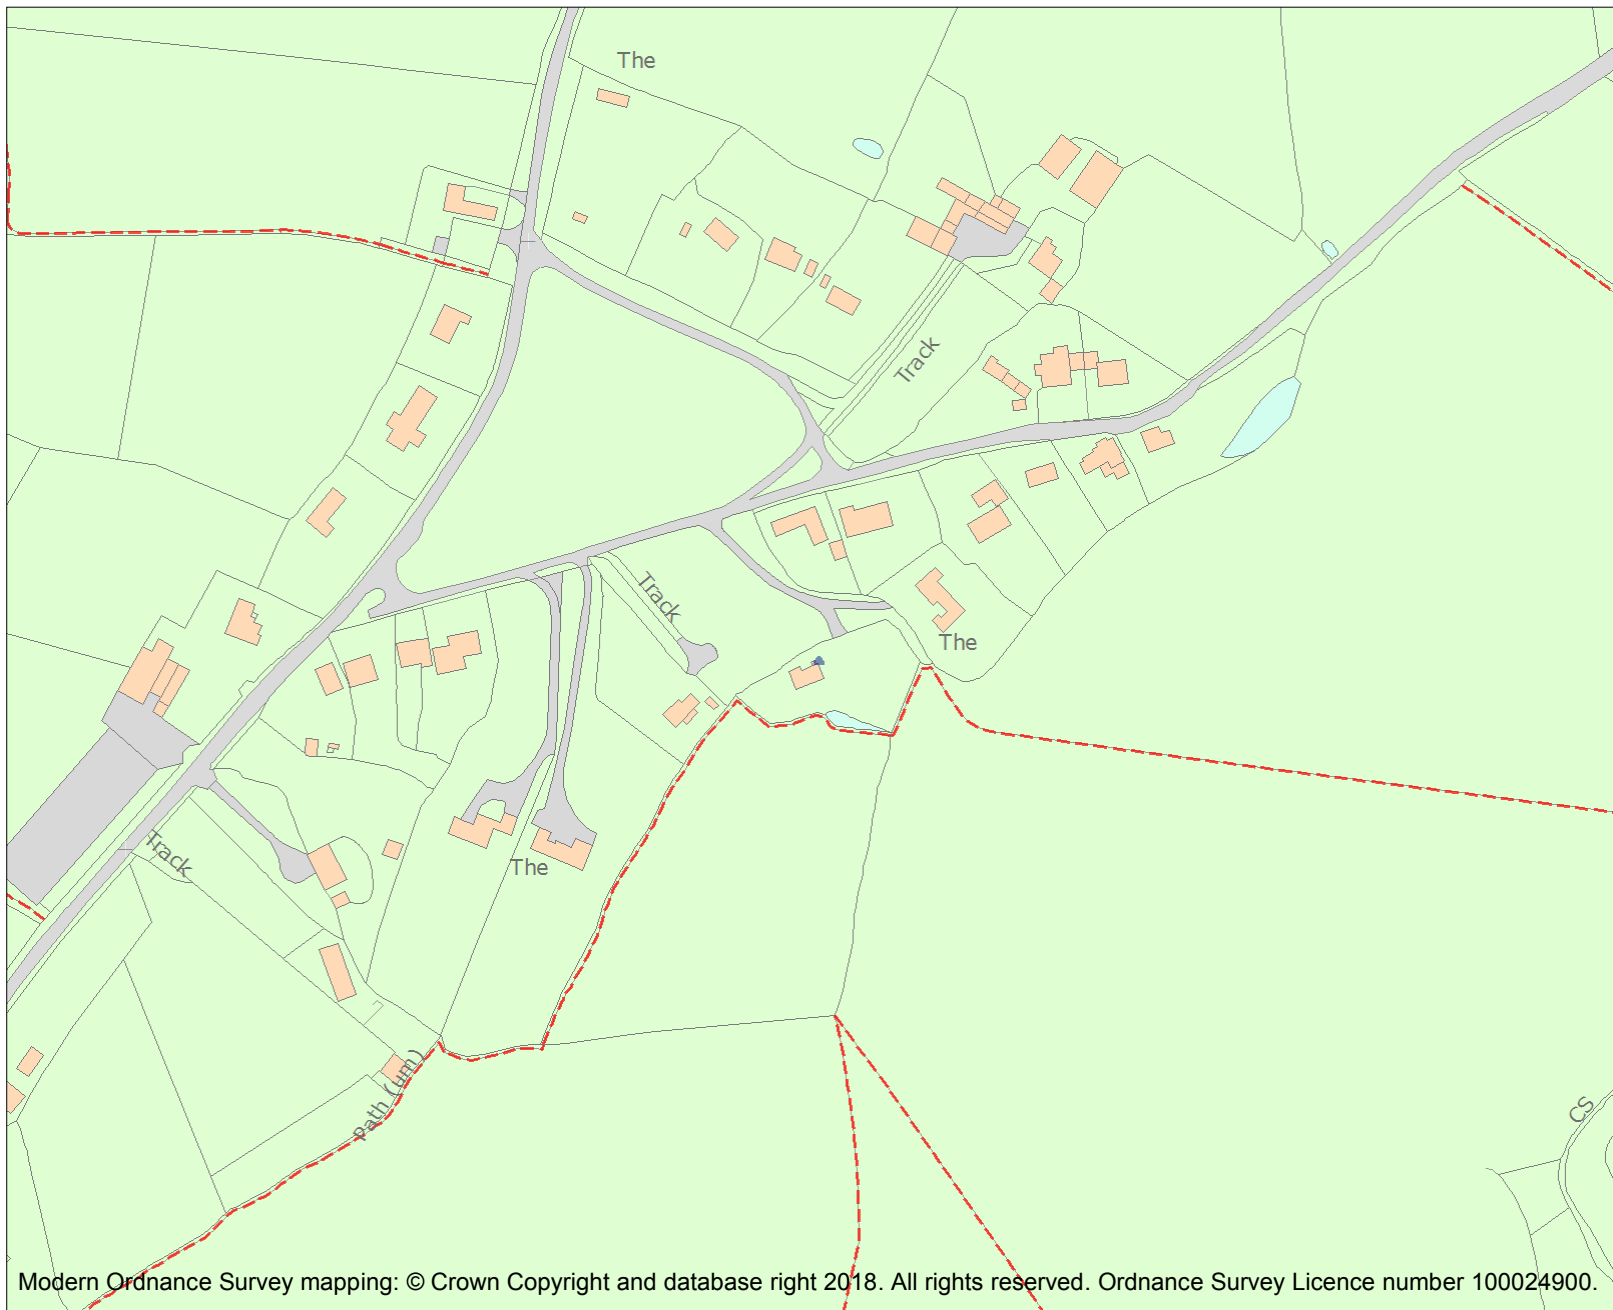 The
Track
Track
The
The
Track
Path (um)
CS
Modern Ordnance Survey mapping: © Crown Copyright and database right 2018. All rights reserved. Ordnance Survey Licence number 100024900.